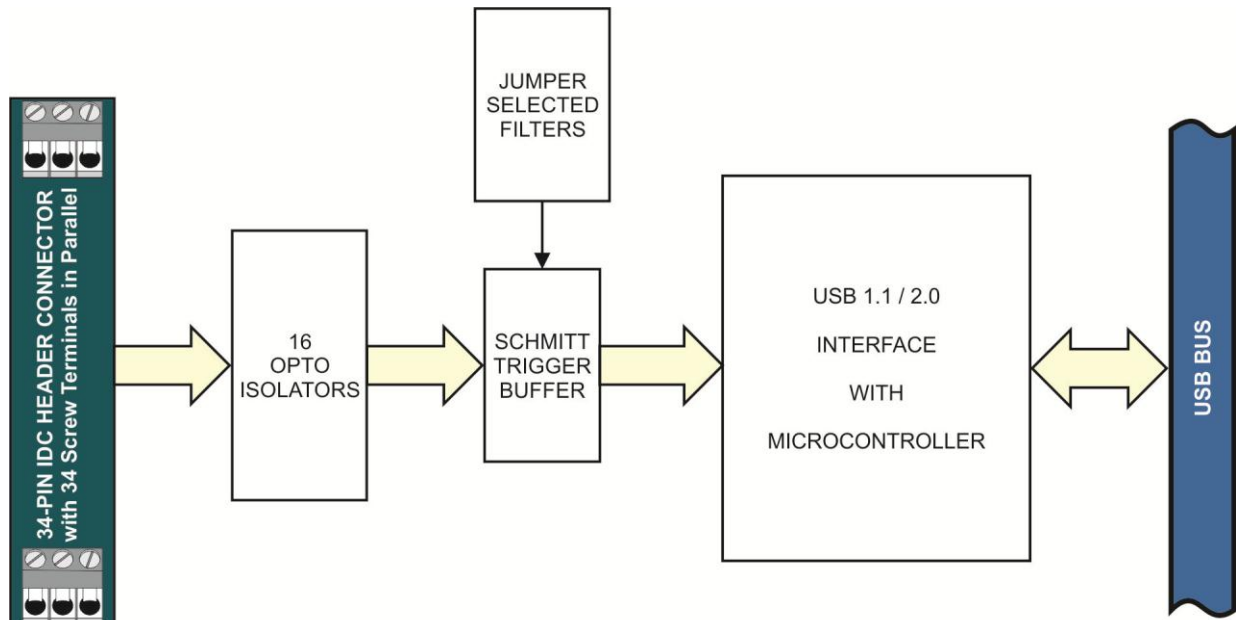 JUMPER
SELECTED
FILTERS
34-PIN IDC HEADER CONNECTOR
with 34 Screw Terminals in Parallel
16
OPTO
ISOLATORS
SCHMITT
TRIGGER
BUFFER
USB 1.1 / 2.0
INTERFACE
WITH
MICROCONTROLLER
USB BUS